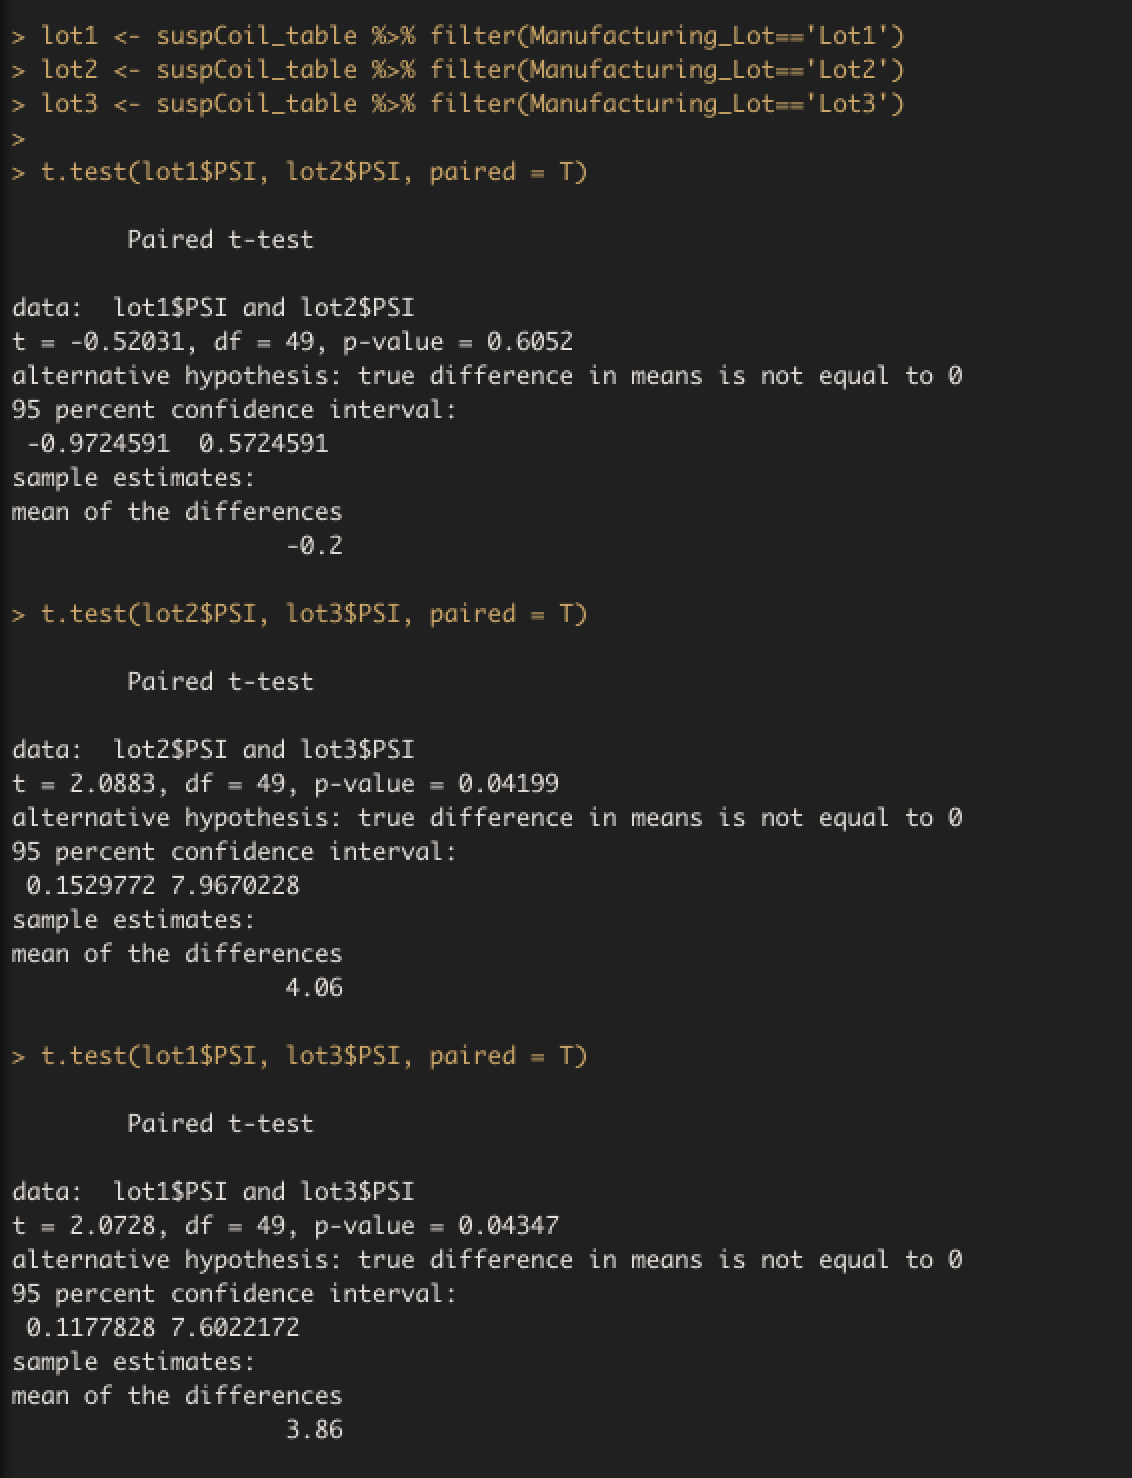 > lot1 <- suspCoil_table %>% filter(Manufacturing_Lot=='Lot1')
> lot2 <- suspCoil_table %>% filter(Manufacturing_Lot=='Lot2')
> lot3 <- suspCoil_table %>% filter(Manufacturing_Lot=='Lot3')
>
> t.test(lot1$PSI, lot2$PSI, paired = T)
Paired t-test
data:  lot1$PSI and lot2$PSI
t = -0.52031, df = 49, p-value = 0.6052
alternative hypothesis: true difference in means is not equal to 0
95 percent confidence interval:
-0.9724591  0.5724591
sample estimates:
mean of the differences
-0.2
> t.test(lot2$PSI, lot3$PSI, paired = T)
Paired t-test
data:  lot2$PSI and lot3$PSI
t = 2.0883, df = 49, p-value = 0.04199
alternative hypothesis: true difference in means is not equal to 0
95 percent confidence interval:
0.1529772 7.9670228
sample estimates:
mean of the differences
4.06
> t.test(lot1$PSI, lot3$PSI, paired = T)
Paired t-test
data:  lot1$PSI and lot3$PSI
t = 2.0728, df = 49, p-value = 0.04347
alternative hypothesis: true difference in means is not equal to 0
95 percent confidence interval:
0.1177828 7.6022172
sample estimates:
mean of the differences
3.86